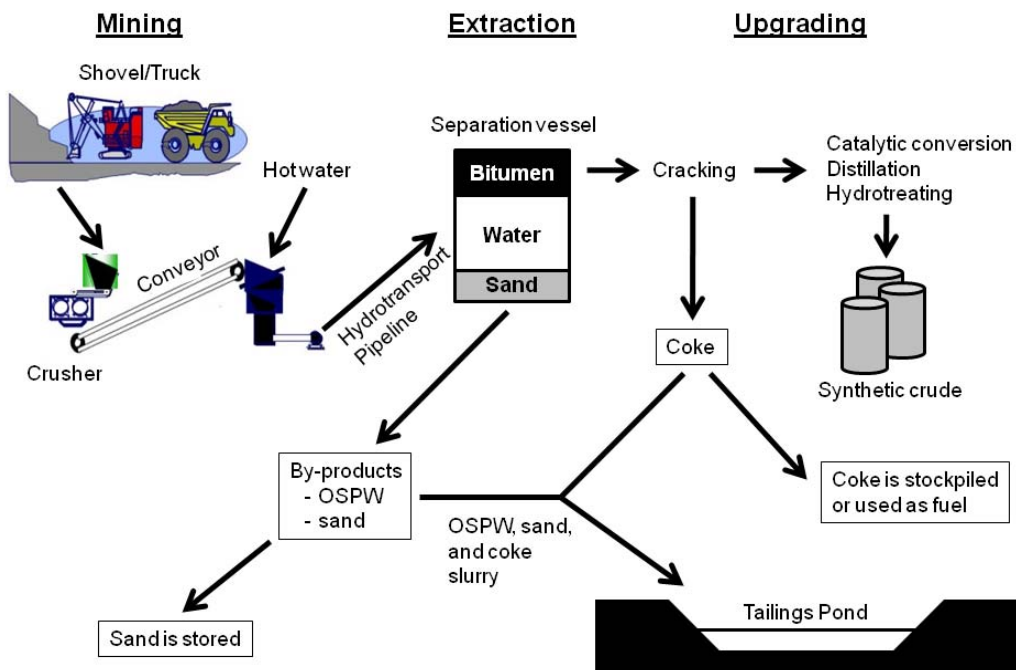 Mining
Extraction
Upgrading
Shovel/Truck
Hot water
Conveyor
Crusher
Hydrotransport
Pipeline
Separation vessel
Bitumen
Water
Sand
Cracking
Catalytic conversion
Distillation
Hydrotreating
Synthetic crude
Coke
Coke is stockpiled
or used as fuel
By-products
- OSPW
- sand
OSPW, sand,
and coke
slurry
Sand is stored
Tailings Pond